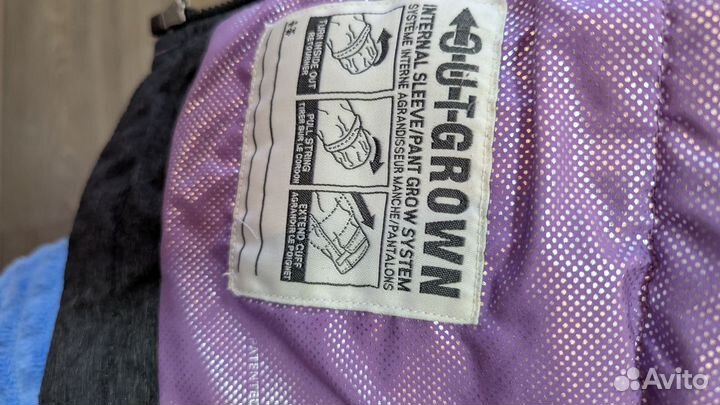 O-U-T-GROWN
INTERNAL SLEEVE/PANT GROW SYSTEM
SYSTÈME INTERNE AGRANDISSEUR MANCHE/PANTALONS
TURN INSIDE OUT
RETOURNER
PULL STRING
TIRER SUR LE CORDON
EXTEND CUFF
AGRANDIR LE POIGNET
Avito